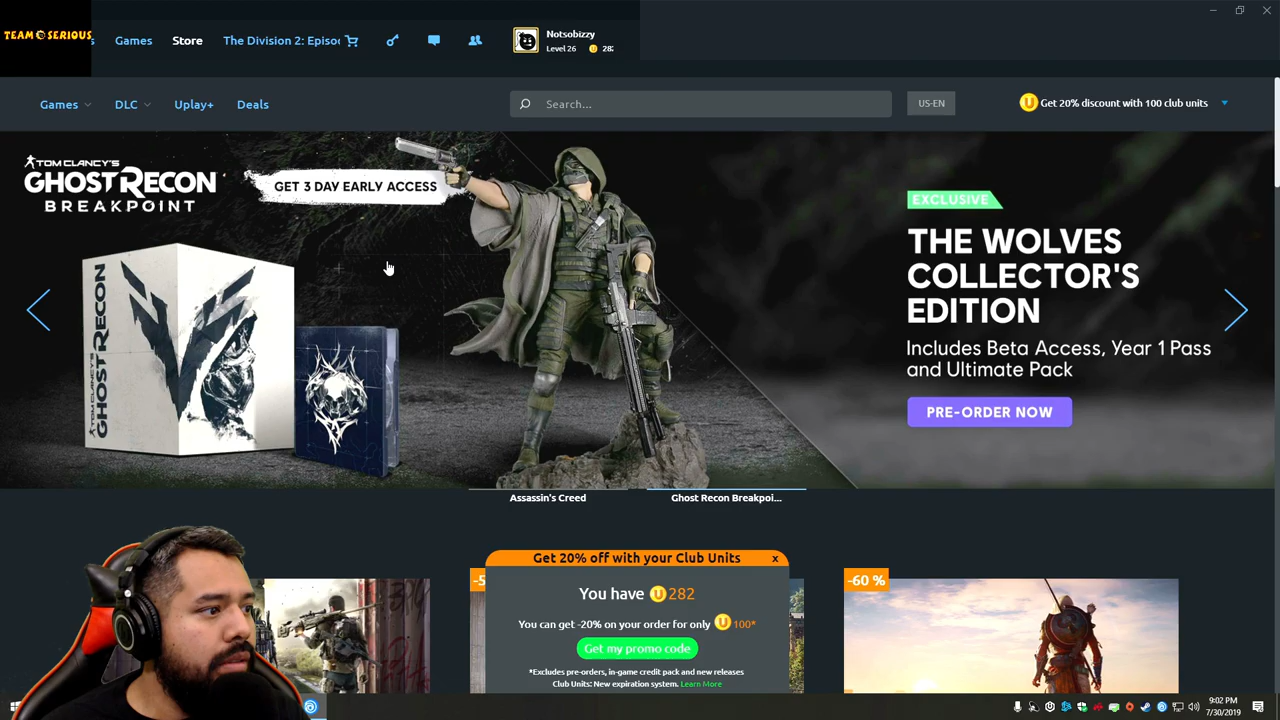 TEAM SERIOUS
Games
Store
The Division 2: Episo
Notsobizzy
Level 26
28
Games
DLC
Uplay+
Deals
Search...
US-EN
Get 20% discount with 100 club units
TOM CLANCY'S
GHOST RECON
BREAKPOINT
GET 3 DAY EARLY ACCESS
GHOST RECON
EXCLUSIVE
THE WOLVES
COLLECTOR'S
EDITION
Includes Beta Access, Year 1 Pass
and Ultimate Pack
PRE-ORDER NOW
Assassin's Creed
Ghost Recon Breakpoi...
Get 20% off with your Club Units
x
You have 282
You can get -20% on your order for only 100*
Get my promo code
*Excludes pre-orders, in-game credit pack and new releases
Club Units: New expiration system. Learn More
-5
-60 %
9:02 PM
7/30/2019